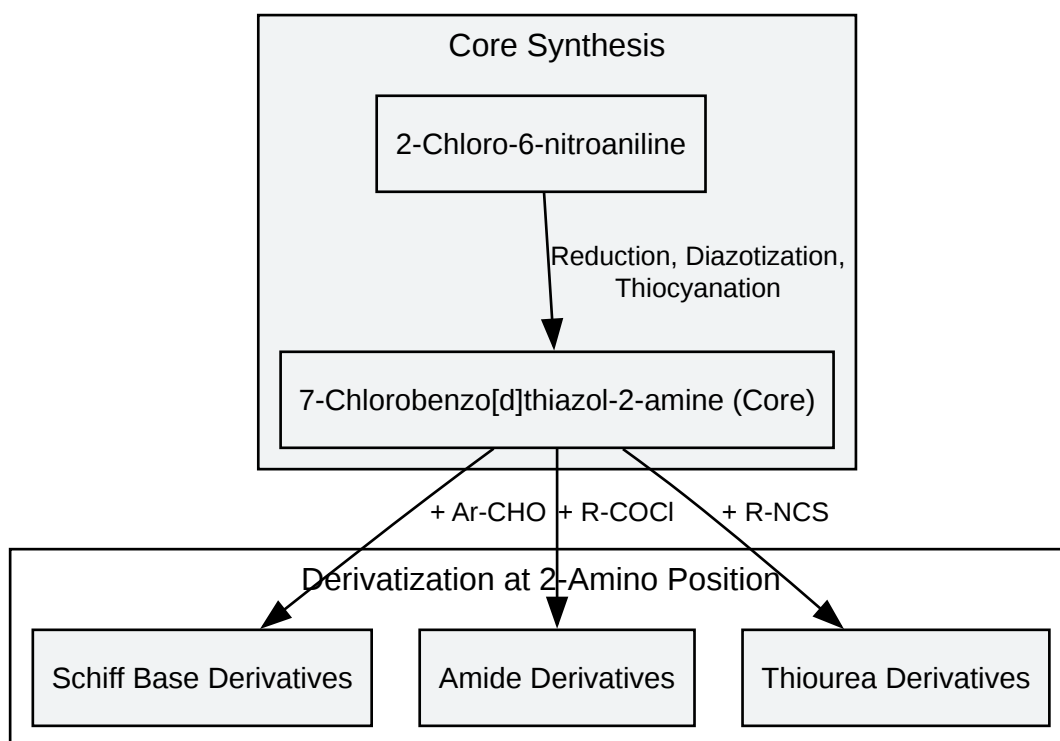 Core Synthesis
2-Chloro-6-nitroaniline
Reduction, Diazotization,
Thiocyanation
7-Chlorobenzo[d]thiazol-2-amine (Core)
+ Ar-CHO
+ R-COCl
+ R-NCS
Derivatization at 2-Amino Position
Schiff Base Derivatives
Amide Derivatives
Thiourea Derivatives